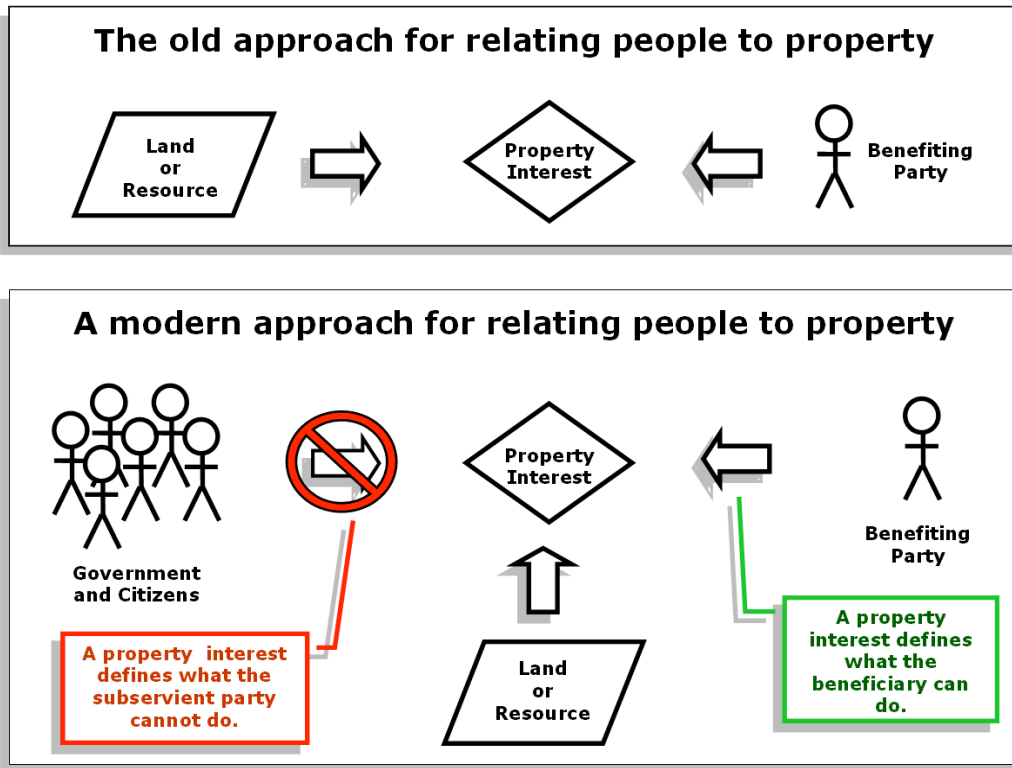 The old approach for relating people to property
Land
or
Resource
Property
Interest
Benefiting
Party
A modern approach for relating people to property
Property
Interest
Government
and Citizens
Benefiting
Party
A property interest
defines what the
subservient party
cannot do.
Land
or
Resource
A property
interest defines
what the
beneficiary can
do.